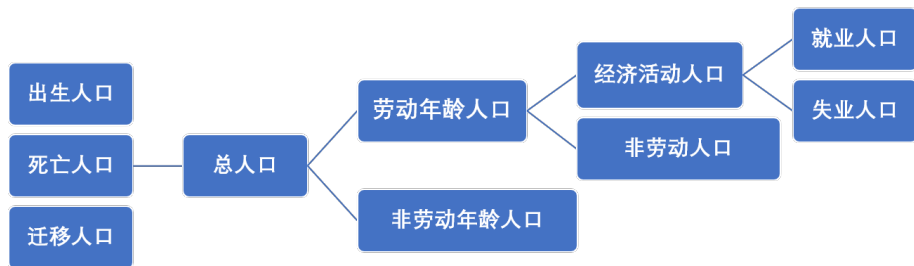 出生人口
死亡人口
迁移人口
总人口
劳动年龄人口
非劳动年龄人口
经济活动人口
非劳动人口
就业人口
失业人口